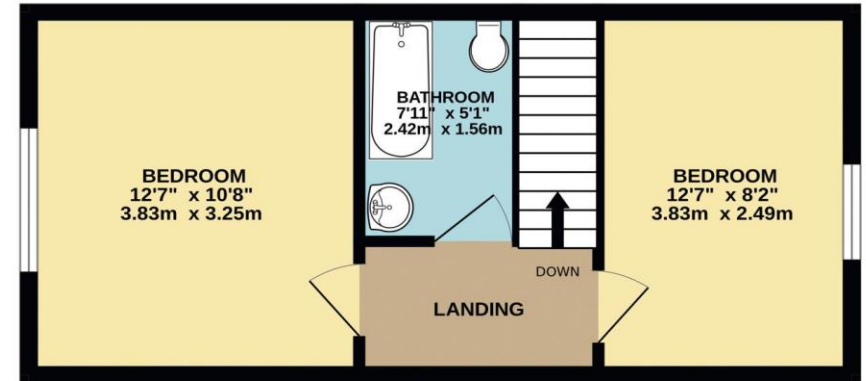 BEDROOM
12'7" x 10'8"
3.83m x 3.25m
BATHROOM
7'11" x 5'1"
2.42m x 1.56m
BEDROOM
12'7" x 8'2"
3.83m x 2.49m
DOWN
LANDING